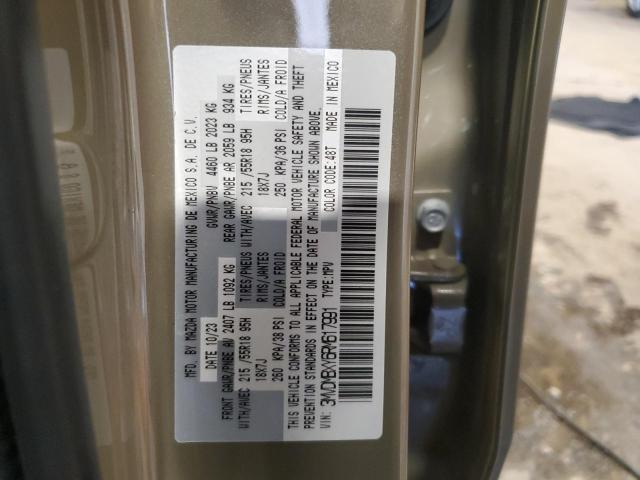 MFD. BY MAZDA MOTOR MANUFACTURING DE MEXICO S.A. DE C.V.
DATE 10/23 GVWR/PNBV 4460 LB 2023 KG
FRONT GAWR/PNBE AV 2407 LB 1092 KG REAR GAWR/PNBE AR 2059 LB 934 KG
WITH/AVEC 215/55R18 95H TIRES/PNEUS WITH/AVEC 215/55R18 95H TIRES/PNEUS
18X7J RIMS/JANTES 18X7J RIMS/JANTES
260 KPA/38 PSI COLD/A FROID 250 KPA/36 PSI COLD/A FROID
THIS VEHICLE CONFORMS TO ALL APPLICABLE FEDERAL MOTOR VEHICLE SAFETY AND THEFT
PREVENTION STANDARDS IN EFFECT ON THE DATE OF MANUFACTURE SHOWN ABOVE.
VIN: TYPE:MPV COLOR CODE:48T MADE IN MEXICO